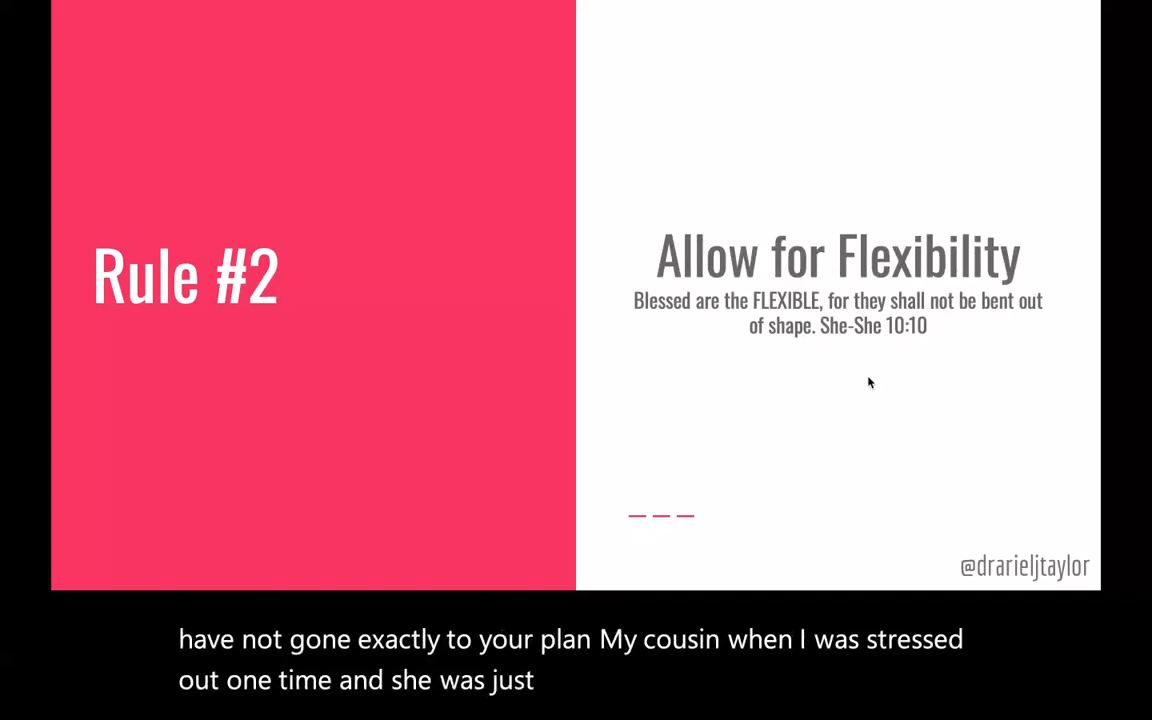 Rule #2
Allow for Flexibility
Blessed are the FLEXIBLE, for they shall not be bent out
of shape. She-She 10:10
@drarieljtaylor
have not gone exactly to your plan My cousin when I was stressed
out one time and she was just